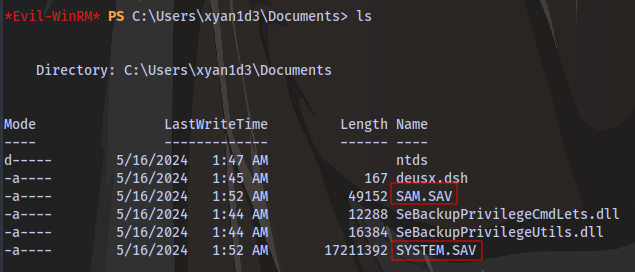 *Evil-WinRM* PS C:\Users\xyan1d3\Documents> ls
Directory: C:\Users\xyan1d3\Documents
Mode LastWriteTime Length Name
---- ------------- ------ ----
d----- 5/16/2024 1:47 AM ntds
-a---- 5/16/2024 1:45 AM 167 deusx.dsh
-a---- 5/16/2024 1:52 AM 49152 SAM.SAV
-a---- 5/16/2024 1:44 AM 12288 SeBackupPrivilegeCmdLets.dll
-a---- 5/16/2024 1:44 AM 16384 SeBackupPrivilegeUtils.dll
-a---- 5/16/2024 1:52 AM 17211392 SYSTEM.SAV